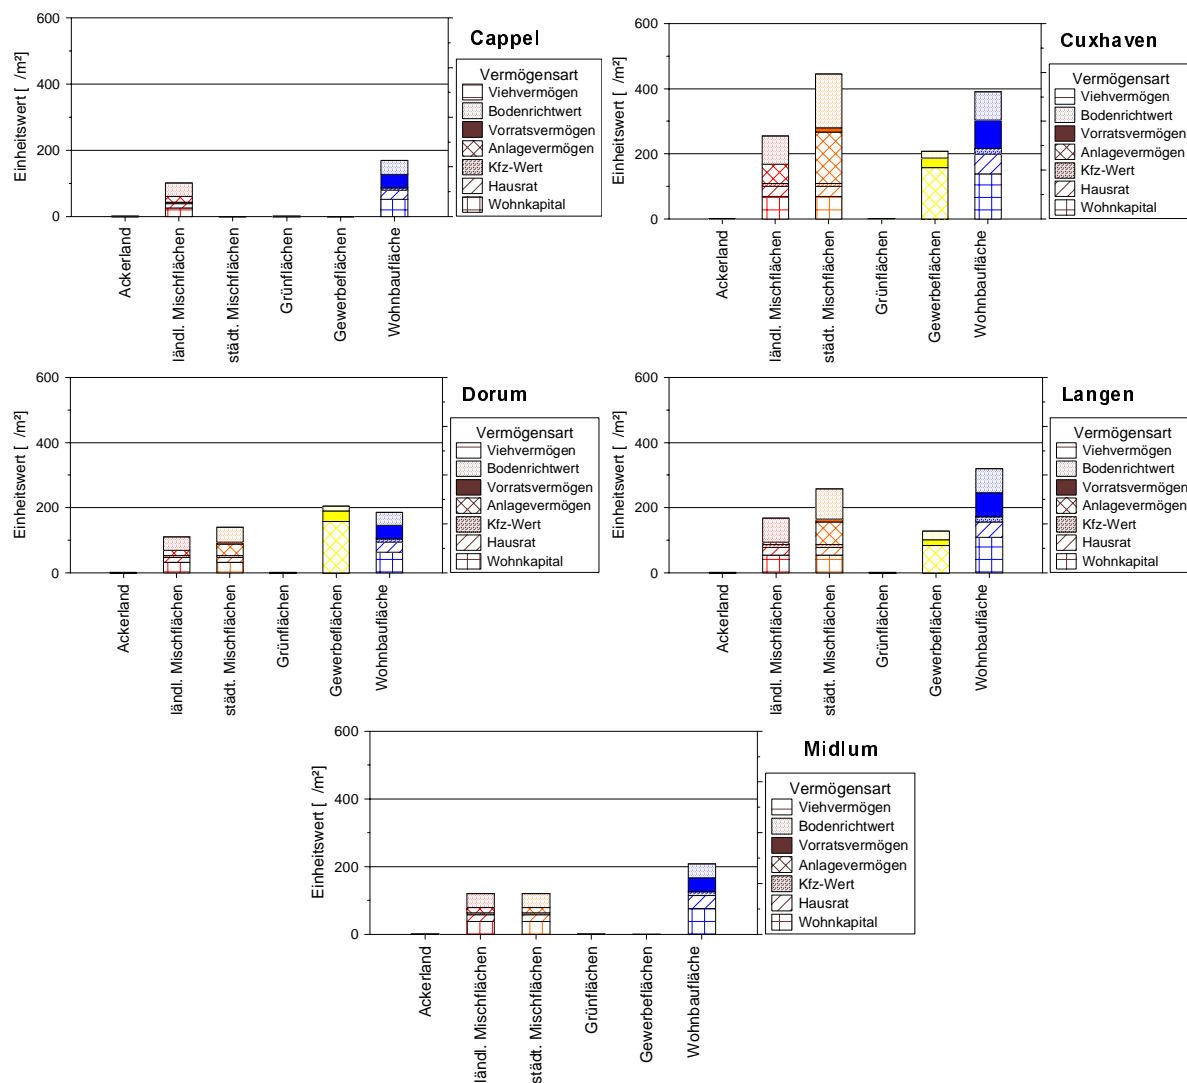 Cappel
Einheitswert [ /m²]
600
400
200
0
Vermögensart
Viehvermögen
Bodenrichtwert
Vorratsvermögen
Anlagevermögen
Kfz-Wert
Hausrat
Wohnkapital
Ackerland
ländl. Mischflächen
städt. Mischflächen
Grünflächen
Gewerbeflächen
Wohnbaufläche
Cuxhaven
Einheitswert [ /m²]
600
400
200
0
Vermögensart
Viehvermögen
Bodenrichtwert
Vorratsvermögen
Anlagevermögen
Kfz-Wert
Hausrat
Wohnkapital
Ackerland
ländl. Mischflächen
städt. Mischflächen
Grünflächen
Gewerbeflächen
Wohnbaufläche
Dorum
Einheitswert [ /m²]
600
400
200
0
Vermögensart
Viehvermögen
Bodenrichtwert
Vorratsvermögen
Anlagevermögen
Kfz-Wert
Hausrat
Wohnkapital
Ackerland
ländl. Mischflächen
städt. Mischflächen
Grünflächen
Gewerbeflächen
Wohnbaufläche
Langen
Einheitswert [ /m²]
600
400
200
0
Vermögensart
Viehvermögen
Bodenrichtwert
Vorratsvermögen
Anlagevermögen
Kfz-Wert
Hausrat
Wohnkapital
Ackerland
ländl. Mischflächen
städt. Mischflächen
Grünflächen
Gewerbeflächen
Wohnbaufläche
Midlum
Einheitswert [ /m²]
600
400
200
0
Vermögensart
Viehvermögen
Bodenrichtwert
Vorratsvermögen
Anlagevermögen
Kfz-Wert
Hausrat
Wohnkapital
Ackerland
ländl. Mischflächen
städt. Mischflächen
Grünflächen
Gewerbeflächen
Wohnbaufläche